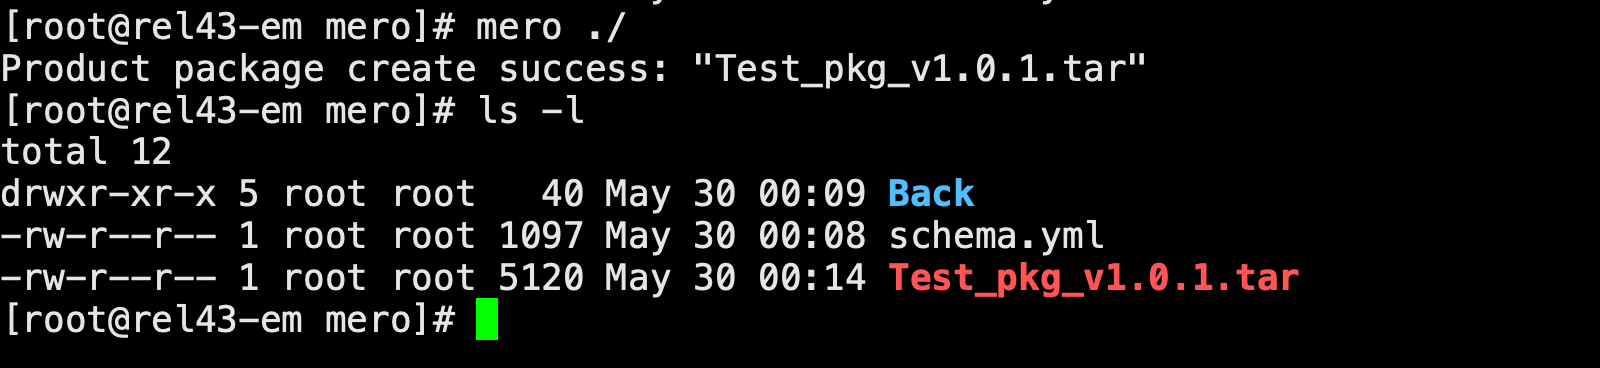 [root@rel43-em mero]# mero ./
Product package create success: "Test_pkg_v1.0.1.tar"
[root@rel43-em mero]# ls -l
total 12
drwxr-xr-x 5 root root   40 May 30 00:09 Back
-rw-r--r-- 1 root root 1097 May 30 00:08 schema.yml
-rw-r--r-- 1 root root 5120 May 30 00:14 Test_pkg_v1.0.1.tar
[root@rel43-em mero]#